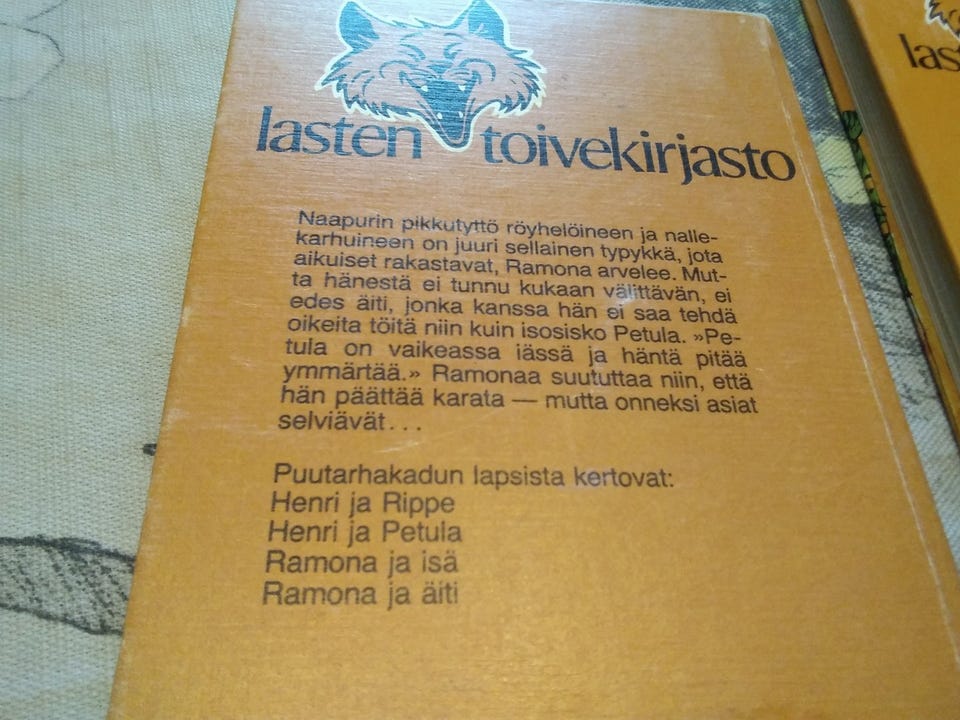 lasten toivekirjasto
las
Naapurin pikkutyttö röyhelöineen ja nalle-
karhuineen on juuri sellainen typykkä, jota
aikuiset rakastavat, Ramona arvelee. Mut-
ta hänestä ei tunnu kukaan välittävän, ei
edes äiti, jonka kanssa hän ei saa tehdä
oikeita töitä niin kuin isosisko Petula. »Pe-
tula on vaikeassa iässä ja häntä pitää
ymmärtää.» Ramonaa suututtaa niin, että
hän päättää karata — mutta onneksi asiat
selviävät...
Puutarhakadun lapsista kertovat:
Henri ja Rippe
Henri ja Petula
Ramona ja isä
Ramona ja äiti